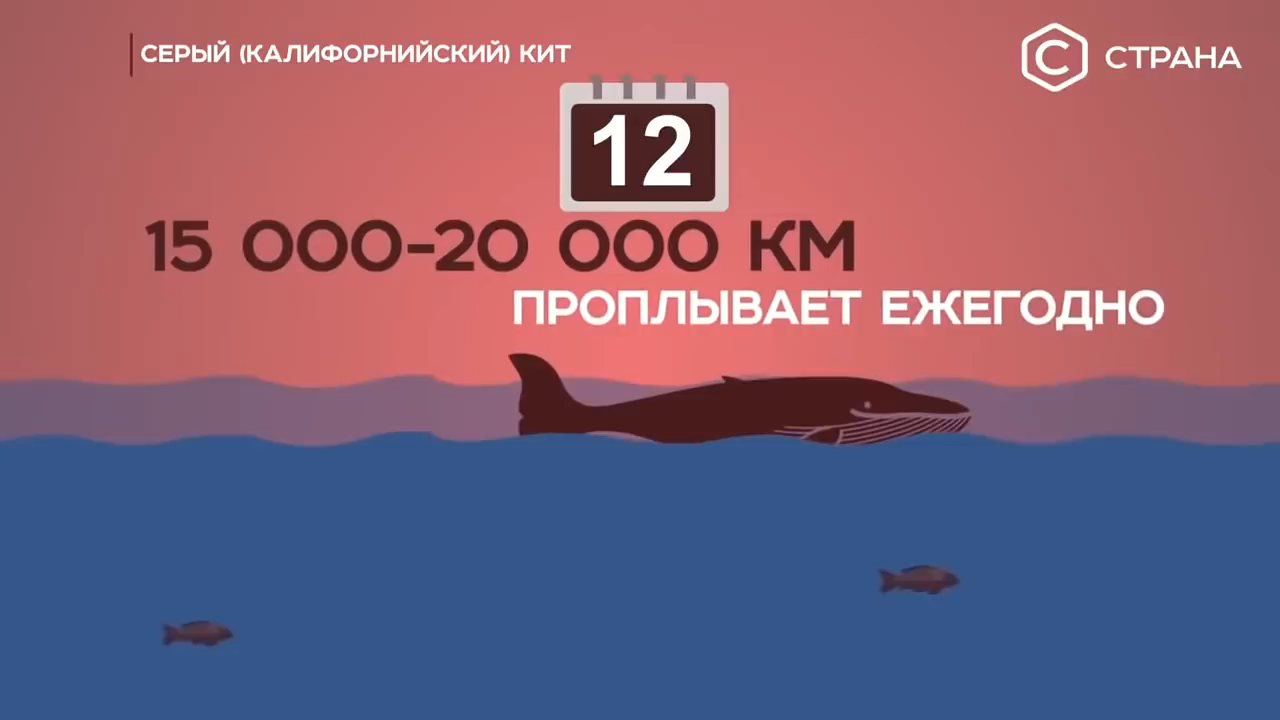 СЕРЫЙ (КАЛИФОРНИЙСКИЙ) КИТ
С СТРАНА
12
15 000-20 000 КМ
ПРОПЛЫВАЕТ ЕЖЕГОДНО